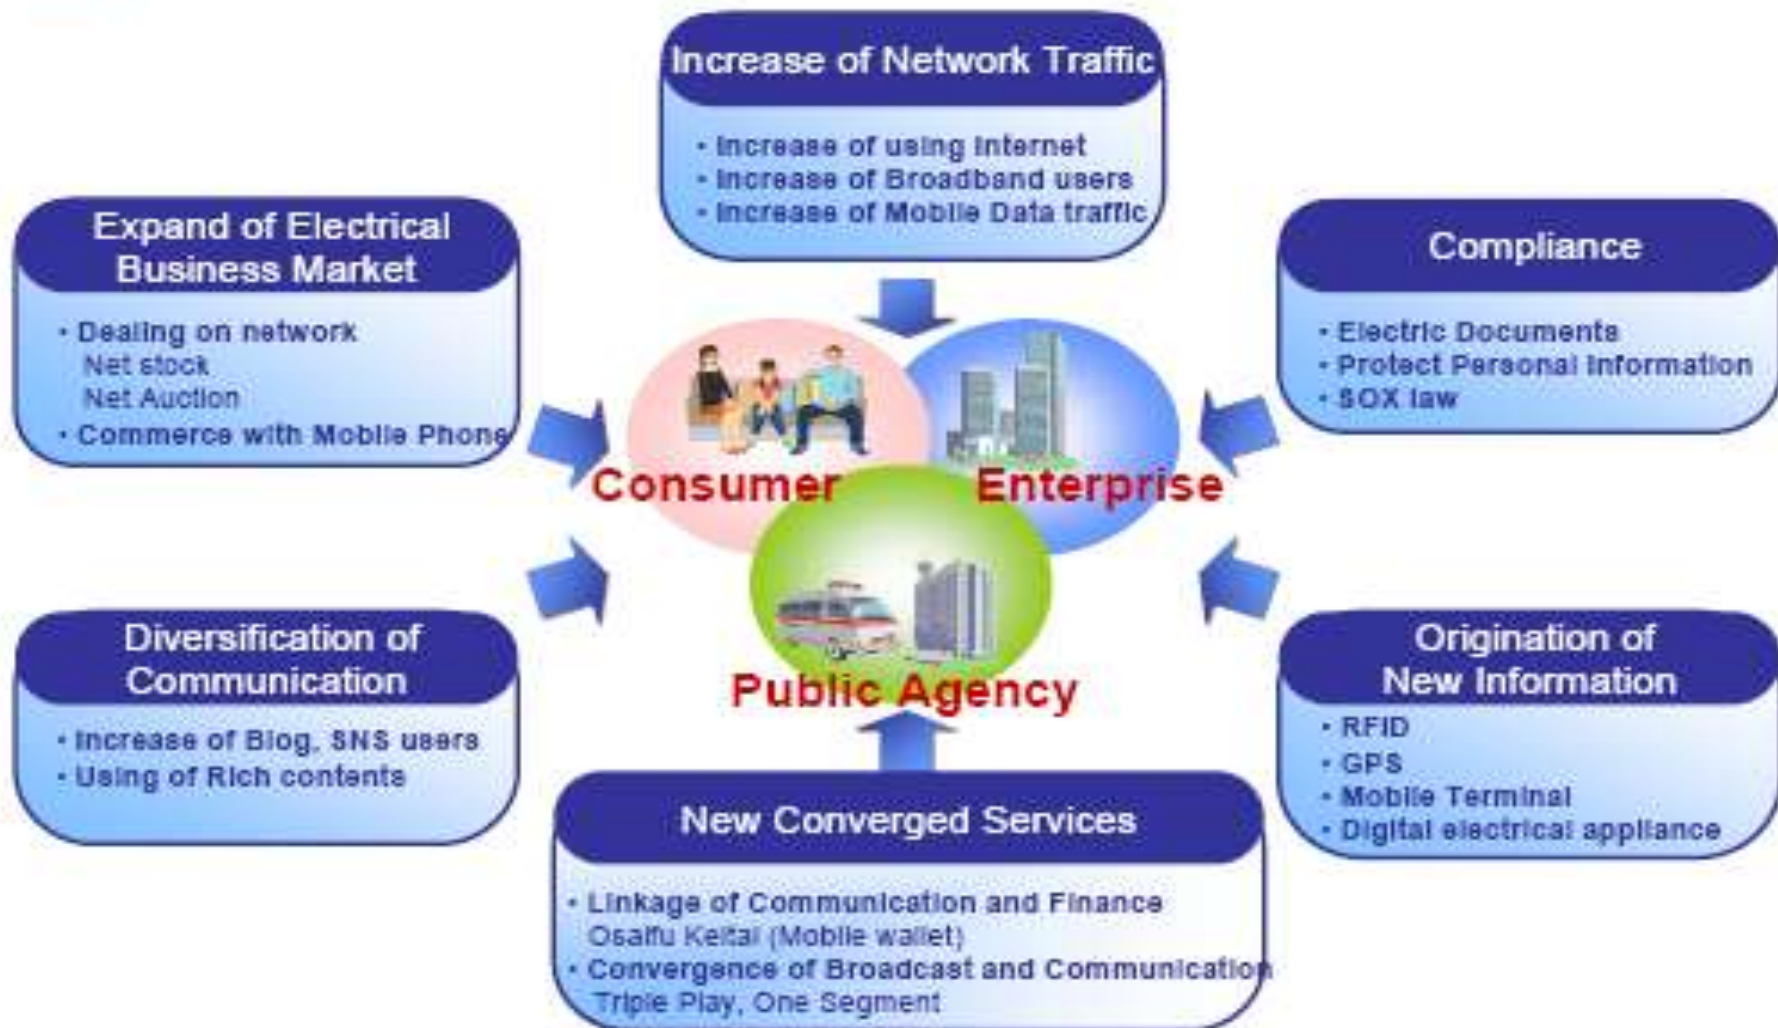 Increase of Network Traffic
• Increase of using Internet
• Increase of Broadband users
• Increase of Mobile Data traffic
Expand of Electrical
Business Market
• Dealing on network
Net stock
Net Auction
• Commerce with Mobile Phone
Compliance
• Electric Documents
• Protect Personal Information
• SOX law
Consumer
Enterprise
Public Agency
Diversification of
Communication
• Increase of Blog, SNS users
• Using of Rich contents
Origination of
New Information
• RFID
• GPS
• Mobile Terminal
• Digital electrical appliance
New Converged Services
• Linkage of Communication and Finance
Osaifu Keitai (Mobile wallet)
• Convergence of Broadcast and Communication
Triple Play, One Segment